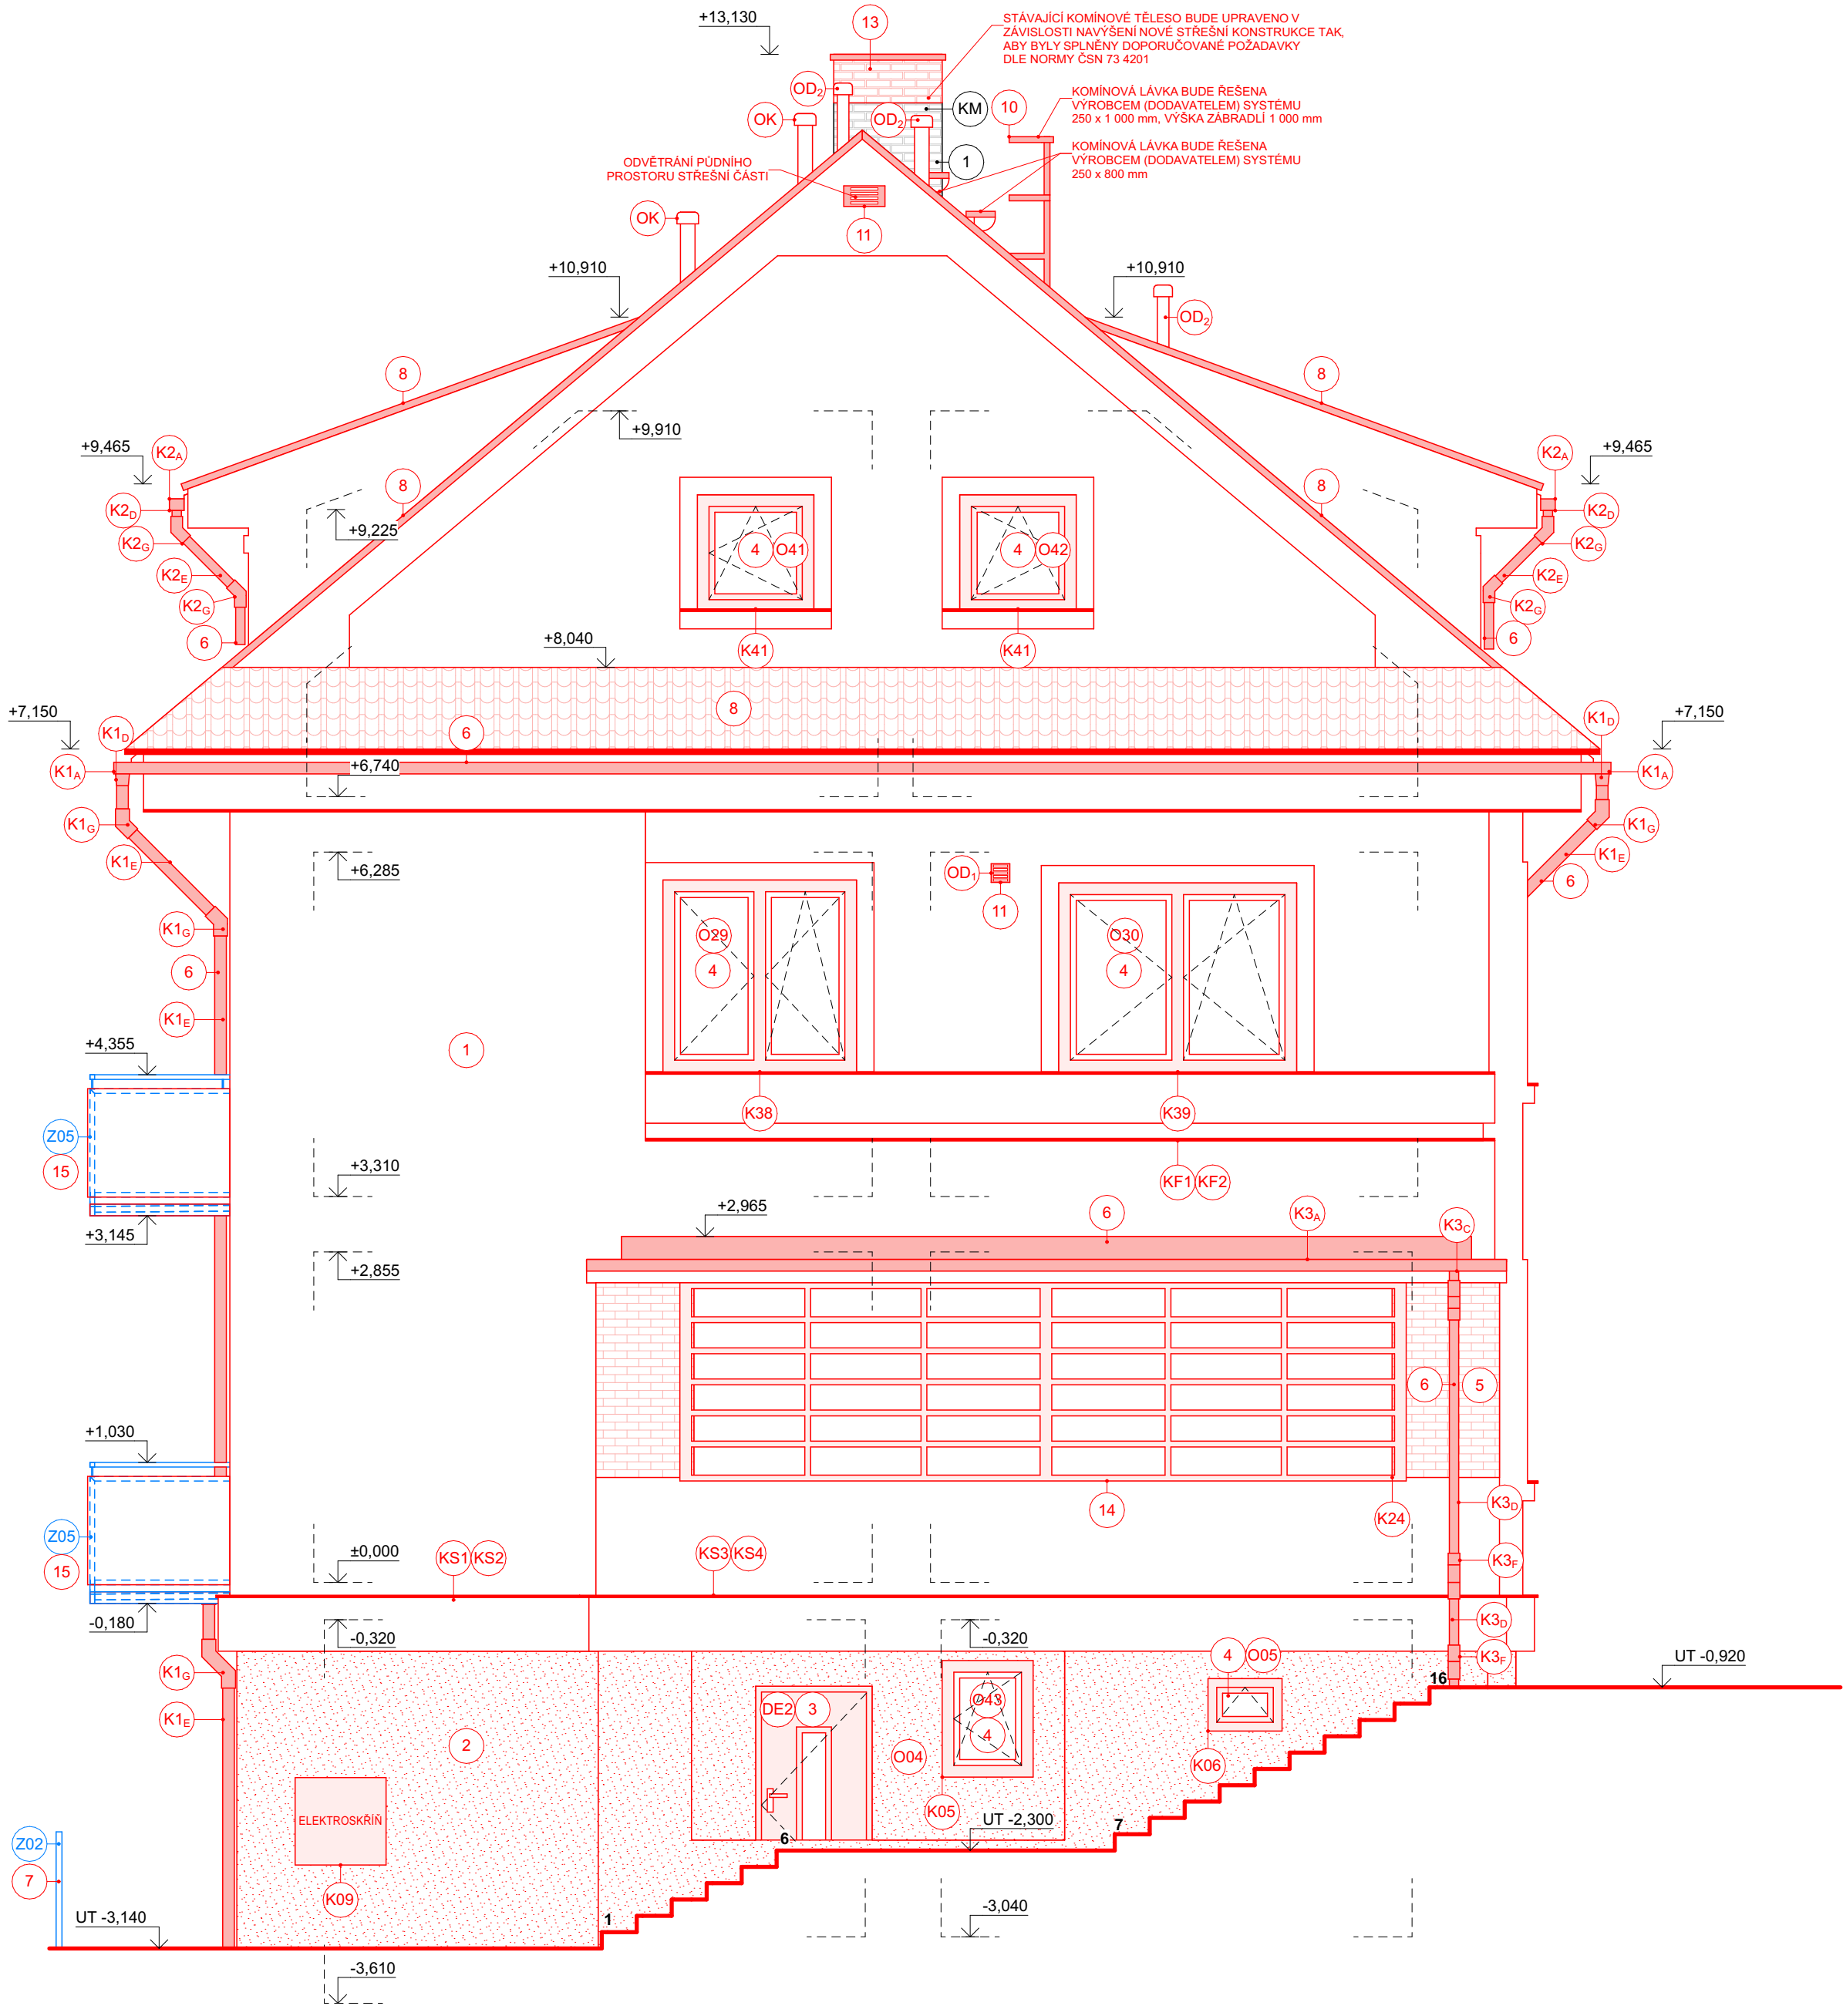 +13,130
13
STÁVAJÍCÍ KOMÍNOVÉ TĚLESO BUDE UPRAVENO V
ZÁVISLOSTI NAVÝŠENÍ NOVÉ STŘEŠNÍ KONSTRUKCE TAK,
ABY BYLY SPLNĚNY DOPORUČOVANÉ POŽADAVKY
DLE NORMY ČSN 73 4201
OD2
KM
10
KOMÍNOVÁ LÁVKA BUDE ŘEŠENA
VÝROBCEM (DODAVATELEM) SYSTÉMU
250 x 1 000 mm, VÝŠKA ZÁBRADLÍ 1 000 mm
OK
OD2
1
KOMÍNOVÁ LÁVKA BUDE ŘEŠENA
VÝROBCEM (DODAVATELEM) SYSTÉMU
250 x 800 mm
ODVĚTRÁNÍ PŮDNÍHO
PROSTORU STŘEŠNÍ ČÁSTI
OK
11
+10,910
+10,910
OD2
8
8
+9,910
+9,465
K2A
K2A
+9,465
8
8
K2D
K2D
+9,225
K2G
K2G
4
O41
4
O42
K2E
K2E
K2G
K2G
6
6
K41
K41
+8,040
+7,150
8
K1D
+7,150
K1D
6
K1A
+6,740
K1A
K1G
K1G
K1E
K1E
+6,285
OD1
6
11
K1G
O29
O30
6
4
4
K1E
1
+4,355
K38
K39
Z05
15
+3,310
KF1
KF2
+2,965
6
K3A
K3C
+3,145
+2,855
6
5
+1,030
14
K3D
K24
Z05
15
±0,000
KS1
KS2
KS3
KS4
K3F
-0,180
-0,320
-0,320
K3D
4
O05
K3F
K1G
16
UT -0,920
K1E
DE2
3
O43
4
2
O04
K06
ELEKTROSKŘÍŇ
K05
UT -2,300
7
6
Z02
7
K09
1
UT -3,140
-3,040
-3,610